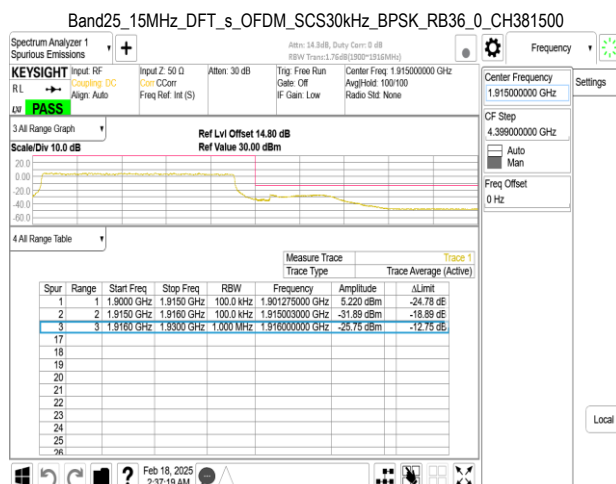 Band25_15MHz_DFT_s_OFDM_SCS30kHz_BPSK_RB36_0_CH381500
Spectrum Analyzer 1
Spurious Emissions
Attn: 14.8dB, Duty Corr: 0 dB
RBW Trans:1.76dB(1900~1916MHz)
Frequency
Settings
KEYSIGHT
RL
LXI
PASS
Input: RF
Coupling: DC
Align: Auto
Input Z: 50 Ω
Corr CCorr
Freq Ref: Int (S)
Atten: 30 dB
Trig: Free Run
Gate: Off
IF Gain: Low
Center Freq: 1.915000000 GHz
Avg|Hold: 100/100
Radio Std: None
Center Frequency
1.915000000 GHz
CF Step
4.399000000 GHz
Auto
Man
Freq Offset
0 Hz
Local
3 All Range Graph
Scale/Div 10.0 dB
Ref Lvl Offset 14.80 dB
Ref Value 30.00 dBm
20.0
0.00
-20.0
-40.0
-60.0
4 All Range Table
Measure Trace Trace 1
Trace Type Trace Average (Active)
Spur Range Start Freq Stop Freq RBW Frequency Amplitude ΔLimit
1 1 1.9000 GHz 1.9150 GHz 100.0 kHz 1.901275000 GHz 5.220 dBm -24.78 dB
2 2 1.9150 GHz 1.9160 GHz 100.0 kHz 1.915003000 GHz -31.89 dBm -18.89 dB
3 3 1.9160 GHz 1.9300 GHz 1.000 MHz 1.916000000 GHz -25.75 dBm -12.75 dB
17
18
19
20
21
22
23
24
25
26
?
Feb 18, 2025
2:37:19 AM